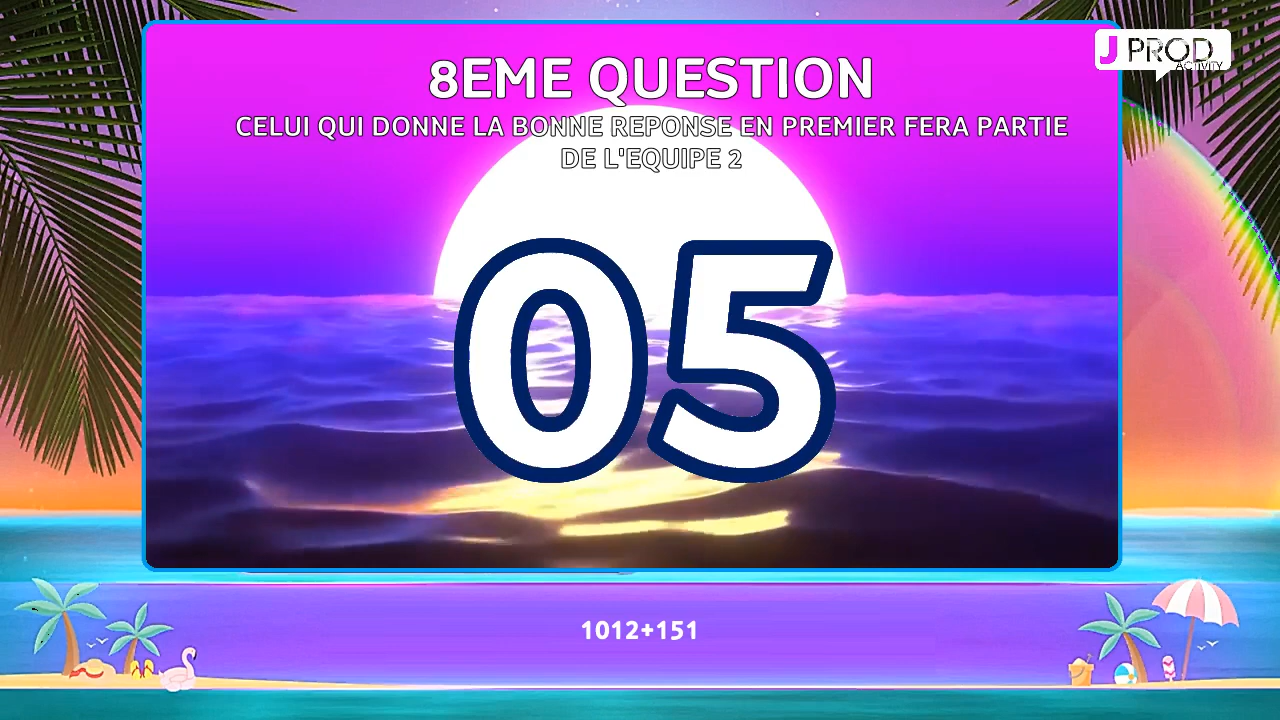 J PROD
ACTIVITY
8EME QUESTION
CELUI QUI DONNE LA BONNE REPONSE EN PREMIER FERA PARTIE
DE L'EQUIPE 2
05
1012+151